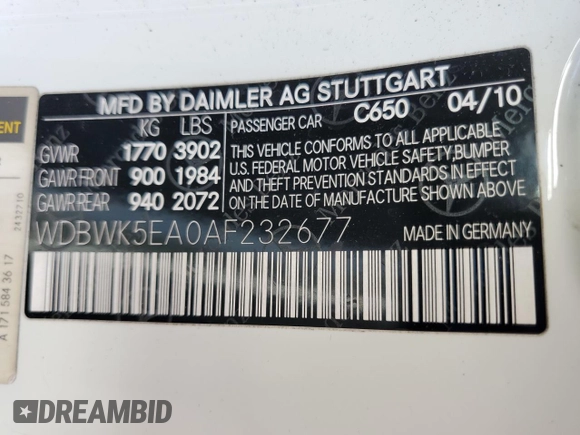 MFD BY DAIMLER AG STUTTGART
KG LBS PASSENGER CAR C650 04/10
GVWR 1770 3902
GAWR FRONT 900 1984
GAWR REAR 940 2072
THIS VEHICLE CONFORMS TO ALL APPLICABLE
U.S. FEDERAL MOTOR VEHICLE SAFETY, BUMPER
AND THEFT PREVENTION STANDARDS IN EFFECT
ON THE DATE OF MANUFACTURE SHOWN ABOVE.
WDBWK5EA0AF232677 MADE IN GERMANY
A 171 584 36 17
2432710
DREAMBID